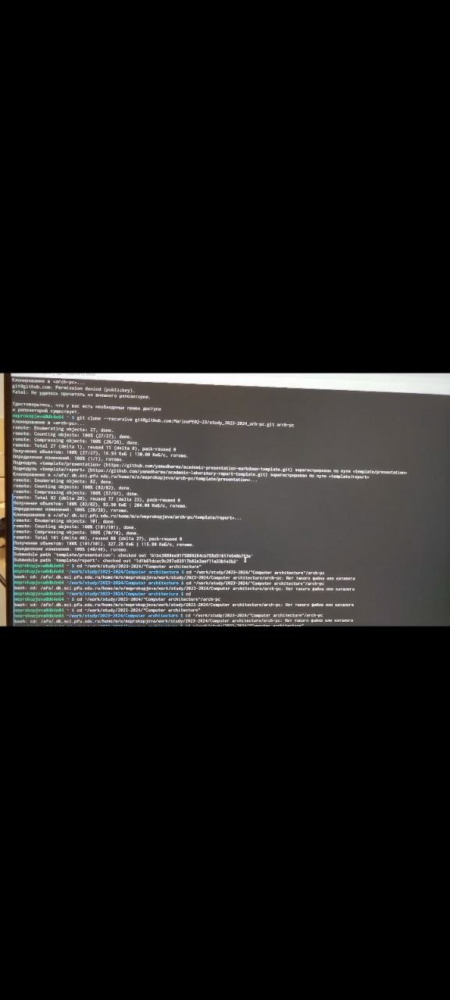 Клонирование в «arch-pc»...
git@github.com: Permission denied (publickey).
fatal: Не удалось прочитать из внешнего репозитория.
Удостоверьтесь, что у вас есть необходимые права доступа
и репозиторий существует.
neprokopjeva@dk4n64 ~ $ git clone --recursive git@github.com:MarinaPE02-23/study_2023-2024_arh-pc.git arch-pc
Клонирование в «arch-pc»...
remote: Enumerating objects: 27, done.
remote: Counting objects: 100% (27/27), done.
remote: Compressing objects: 100% (26/26), done.
remote: Total 27 (delta 1), reused 11 (delta 0), pack-reused 0
Получение объектов: 100% (27/27), 16.93 КиБ | 130.00 КиБ/с, готово.
Определение изменений: 100% (1/1), готово.
Подмодуль «template/presentation» (https://github.com/yamadharma/academic-presentation-markdown-template.git) зарегистрирован по пути «template/presentation»
Подмодуль «template/report» (https://github.com/yamadharma/academic-laboratory-report-template.git) зарегистрирован по пути «template/report»
Клонирование в «/afs/.dk.sci.pfu.edu.ru/home/m/e/neprokopjeva/arch-pc/template/presentation»...
remote: Enumerating objects: 82, done.
remote: Counting objects: 100% (82/82), done.
remote: Compressing objects: 100% (57/57), done.
remote: Total 82 (delta 28), reused 77 (delta 23), pack-reused 0
Получение объектов: 100% (82/82), 92.90 КиБ | 204.00 КиБ/с, готово.
Определение изменений: 100% (28/28), готово.
Клонирование в «/afs/.dk.sci.pfu.edu.ru/home/m/e/neprokopjeva/arch-pc/template/report»...
remote: Enumerating objects: 101, done.
remote: Counting objects: 100% (101/101), done.
remote: Compressing objects: 100% (70/70), done.
remote: Total 101 (delta 40), reused 88 (delta 27), pack-reused 0
Получение объектов: 100% (101/101), 327.25 КиБ | 115.00 КиБ/с, готово.
Определение изменений: 100% (40/40), готово.
Submodule path 'template/presentation': checked out
Submodule path 'template/report': checked out
neprokopjeva@dk4n64 ~ $ cd ~/work/study/2023-2024/"Computer architecture"
neprokopjeva@dk4n64 ~/work/study/2023-2024/Computer architecture $ cd ~/work/study/2023-2024/"Computer architecture"/arch-pc
bash: cd: /afs/.dk.sci.pfu.edu.ru/home/m/e/neprokopjeva/work/study/2023-2024/Computer architecture/arch-pc: Нет такого файла или каталога
neprokopjeva@dk4n64 ~/work/study/2023-2024/Computer architecture $ cd ~/work/study/2023-2024/"Computer architecture"/arch-pc
bash: cd: /afs/.dk.sci.pfu.edu.ru/home/m/e/neprokopjeva/work/study/2023-2024/Computer architecture/arch-pc: Нет такого файла или каталога
neprokopjeva@dk4n64 ~/work/study/2023-2024/Computer architecture $ cd
neprokopjeva@dk4n64 ~ $ cd ~/work/study/2023-2024/"Computer architecture"/arch-pc
bash: cd: /afs/.dk.sci.pfu.edu.ru/home/m/e/neprokopjeva/work/study/2023-2024/Computer architecture/arch-pc: Нет такого файла или каталога
neprokopjeva@dk4n64 ~ $ cd ~/work/study/2023-2024/"Computer architecture"
neprokopjeva@dk4n64 ~/work/study/2023-2024/Computer architecture $ cd ~/work/study/2023-2024/"Computer architecture"/arch-pc
bash: cd: /afs/.dk.sci.pfu.edu.ru/home/m/e/neprokopjeva/work/study/2023-2024/Computer architecture/arch-pc: Нет такого файла или каталога